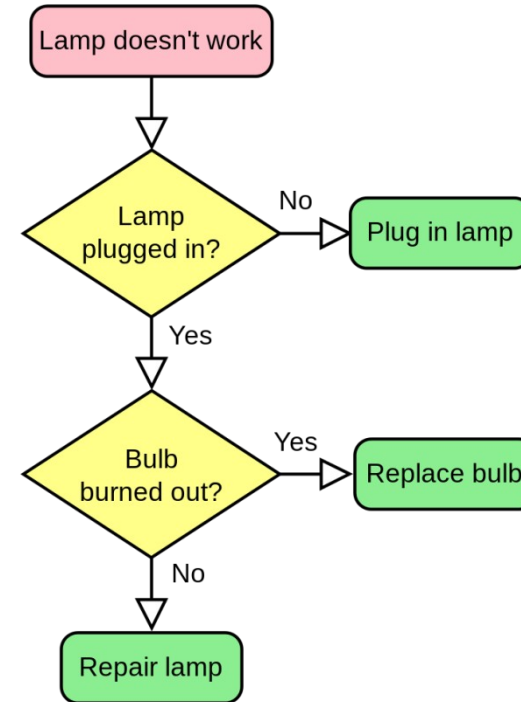 Lamp doesn't work
Lamp
plugged in?
No
Plug in lamp
Yes
Bulb
burned out?
Yes
Replace bulb
No
Repair lamp